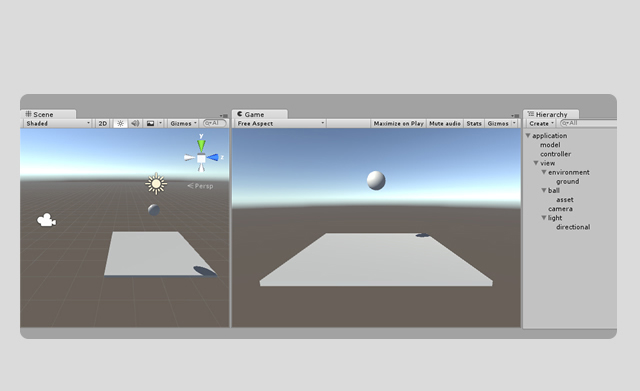 Scene
Shaded 2D Gizmos All
y
z
Persp
Game
Free Aspect Maximize on Play Mute audio Stats Gizmos
Hierarchy
Create All
application
model
controller
view
environment
ground
ball
asset
camera
light
directional